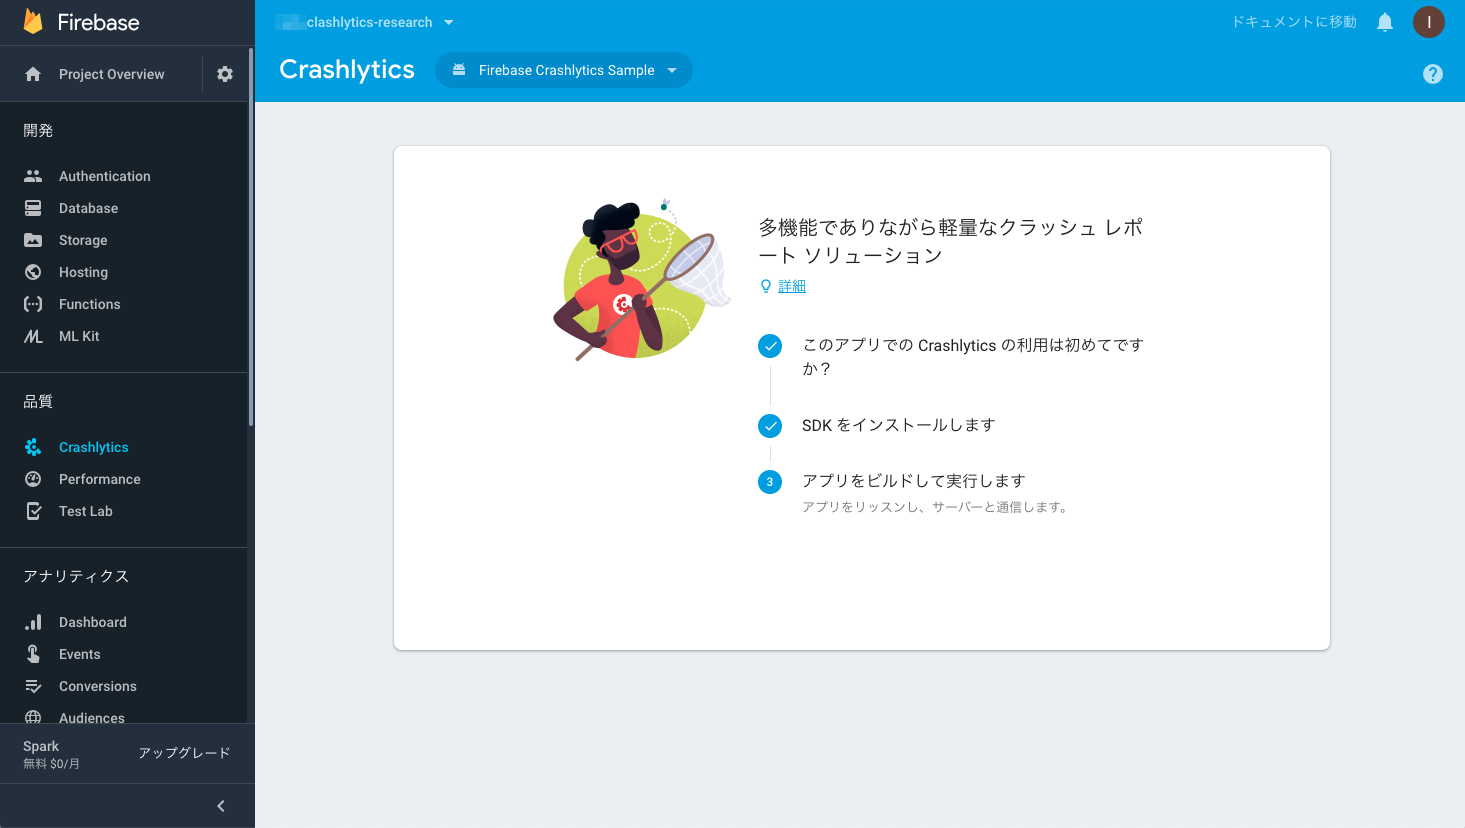 Firebase
Project Overview
開発
Authentication
Database
Storage
Hosting
Functions
ML Kit
品質
Crashlytics
Performance
Test Lab
アナリティクス
Dashboard
Events
Conversions
Audiences
Spark
無料 $0/月
アップグレード
clashlytics-research
ドキュメントに移動
I
Crashlytics
Firebase Crashlytics Sample
?
多機能でありながら軽量なクラッシュ レポ
ート ソリューション
詳細
このアプリでの Crashlytics の利用は初めてです
か？
SDK をインストールします
3
アプリをビルドして実行します
アプリをリッスンし、サーバーと通信します。